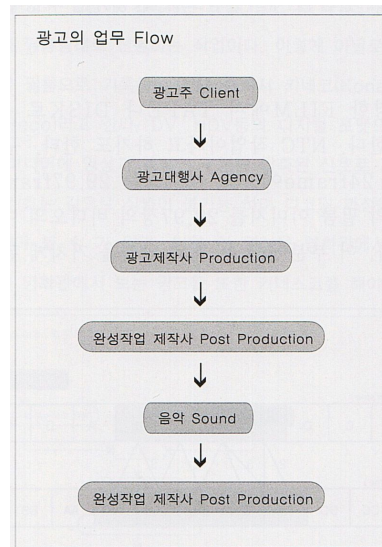 광고의 업무 Flow
광고주 Client
광고대행사 Agency
광고제작사 Production
완성작업 제작사 Post Production
음악 Sound
완성작업 제작사 Post Production